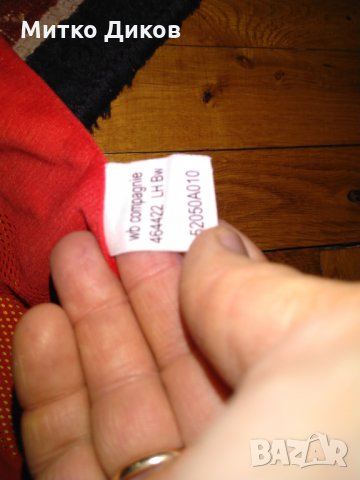 Митко Диков
wb compagnie
464422 LH Bw
52050A010
BAZAR